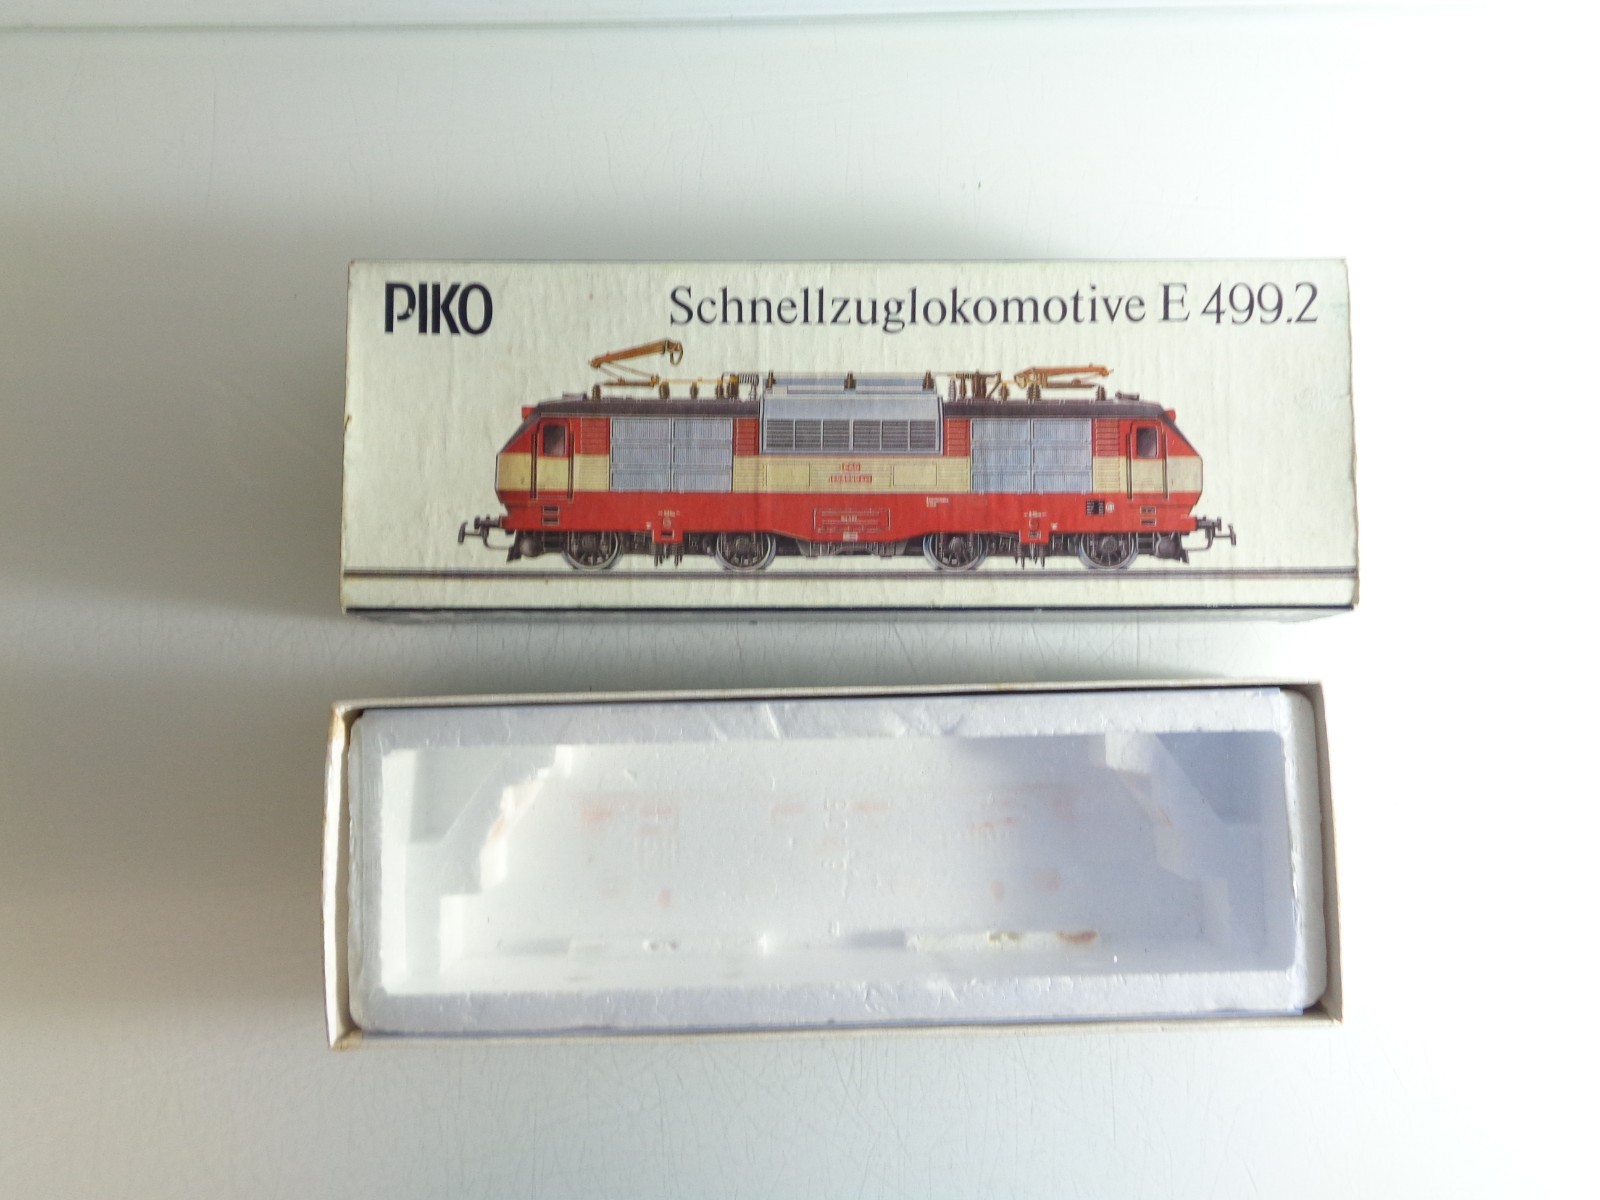 PIKO
Schnellzuglokomotive E 499.2